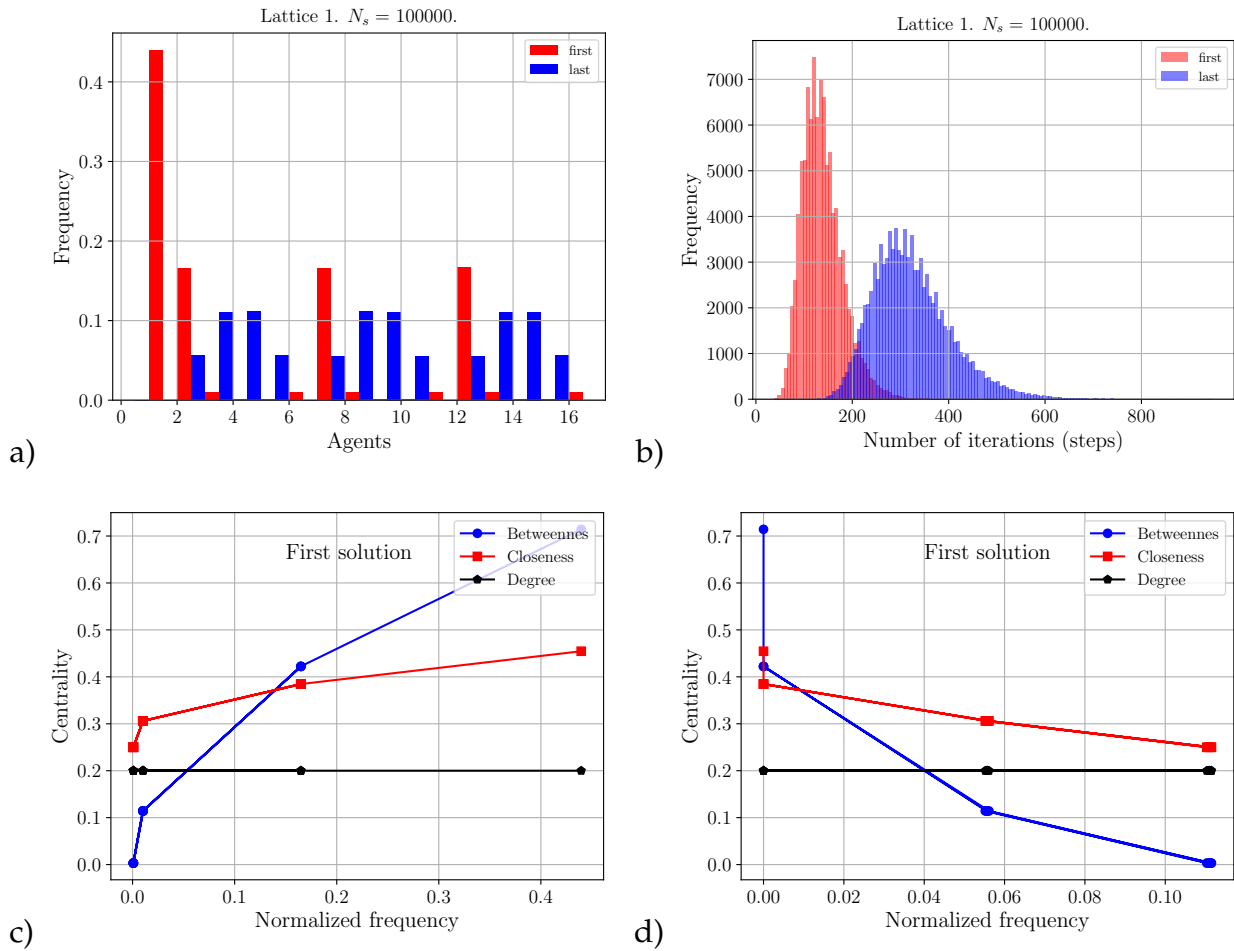 Lattice 1. N_s = 100000.
first
last
Frequency
0.4
0.3
0.2
0.1
0.0
0 2 4 6 8 10 12 14 16
Agents
a)
Lattice 1. N_s = 100000.
first
last
Frequency
7000
6000
5000
4000
3000
2000
1000
0
0 200 400 600 800
Number of iterations (steps)
b)
Betweennes
Closeness
Degree
First solution
Centrality
0.7
0.6
0.5
0.4
0.3
0.2
0.1
0.0
0.0 0.1 0.2 0.3 0.4
Normalized frequency
c)
Betweennes
Closeness
Degree
First solution
Centrality
0.7
0.6
0.5
0.4
0.3
0.2
0.1
0.0
0.00 0.02 0.04 0.06 0.08 0.10
Normalized frequency
d)